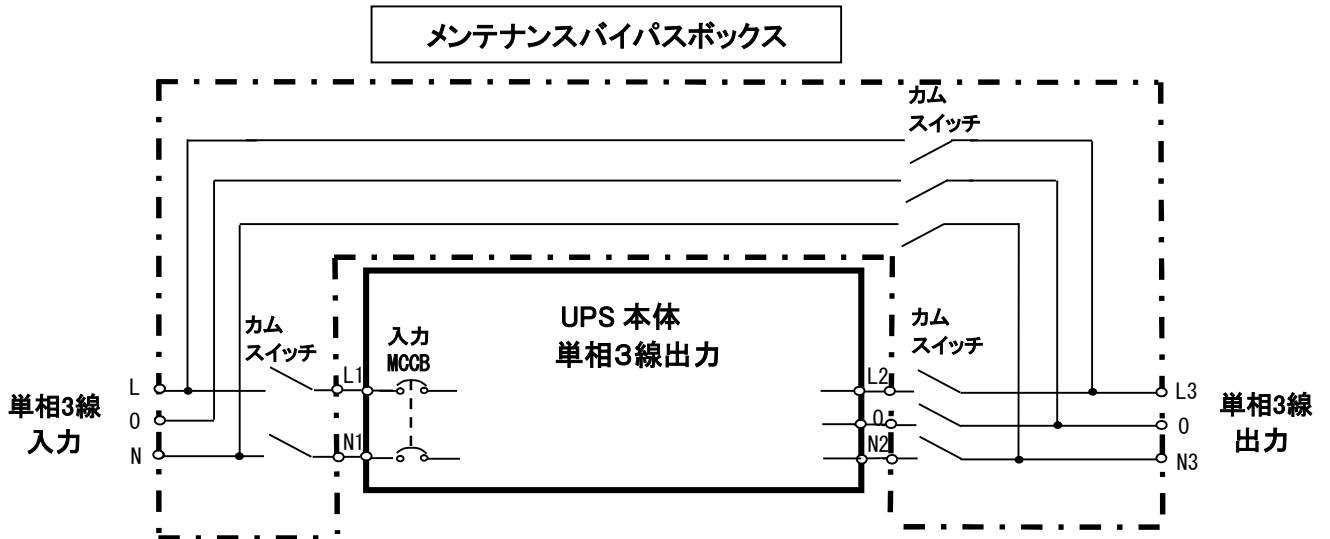 メンテナンスバイパスボックス
カム
スイッチ
カム
スイッチ
入力
MCCB
UPS 本体
単相3線出力
カム
スイッチ
単相3線
入力
L
0
N
L1
N1
L2
0
N2
L3
0
N3
単相3線
出力